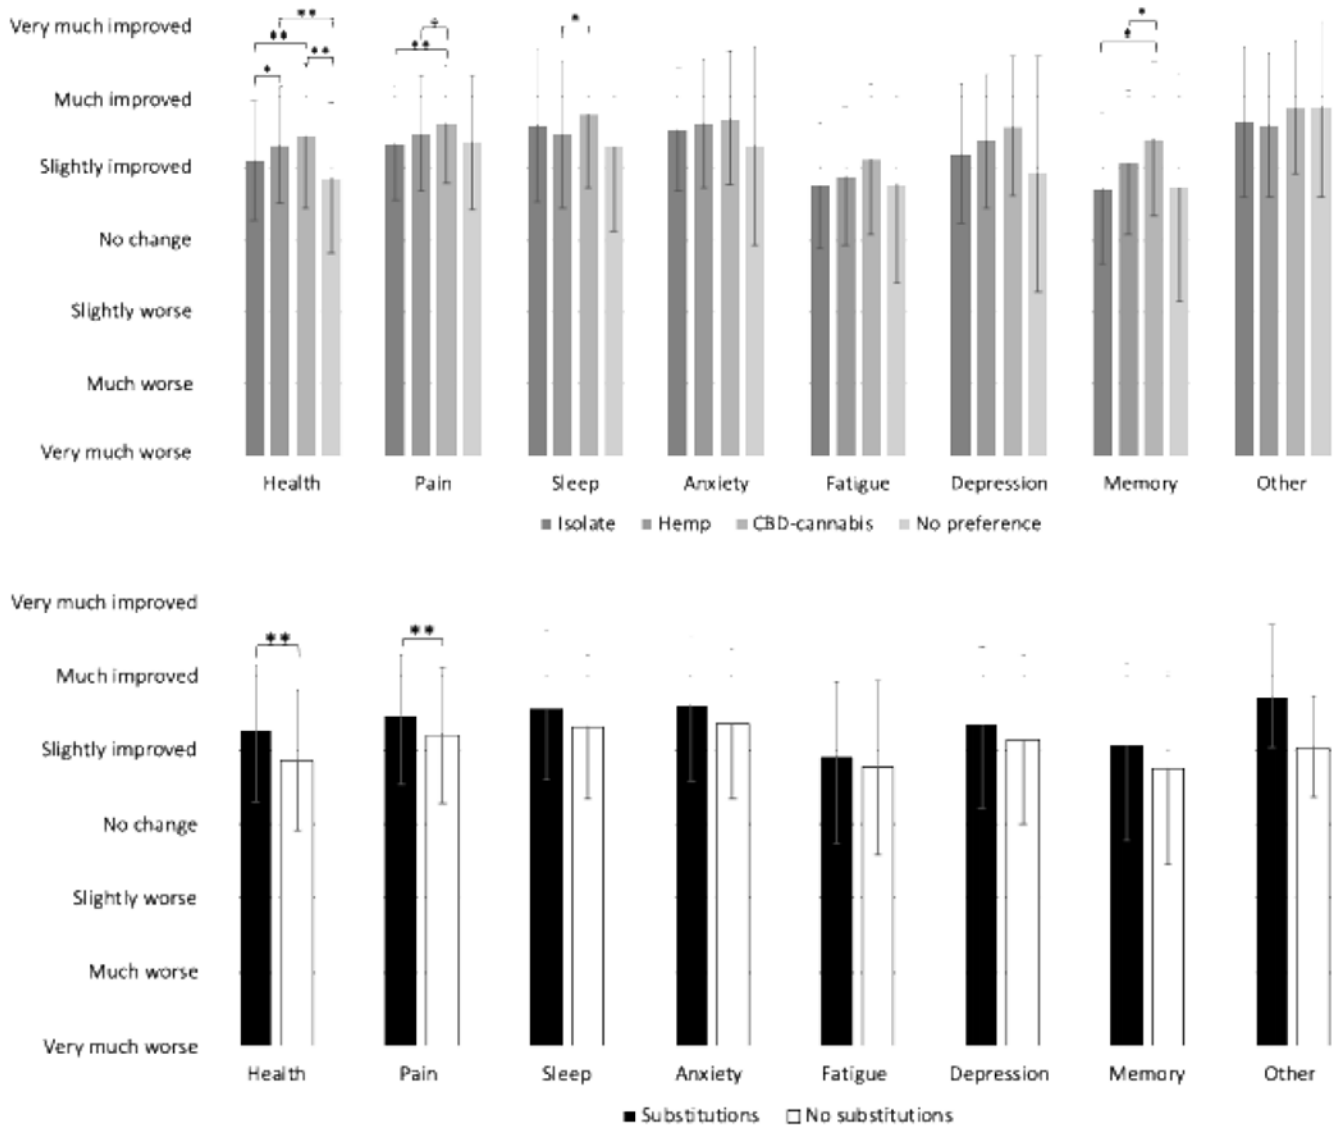 Very much improved
Much improved
Slightly improved
No change
Slightly worse
Much worse
Very much worse
** ** ** *
* **
*
* *
Health Pain Sleep Anxiety Fatigue Depression Memory Other
Isolate Hemp CBD-cannabis No preference
Very much improved
Much improved
Slightly improved
No change
Slightly worse
Much worse
Very much worse
** **
Health Pain Sleep Anxiety Fatigue Depression Memory Other
Substitutions No substitutions